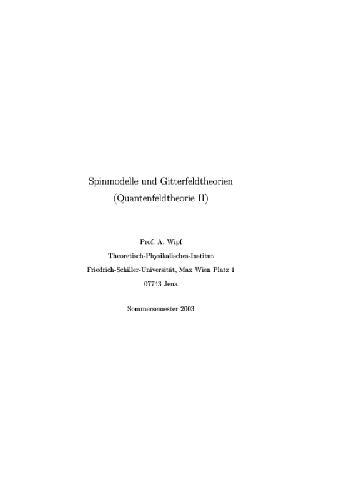 Spinmodelle und Gitterfeldtheorien
(Quantenfeldtheorie II)
Prof. A. Wipf
Theoretisch-Physikalisches-Institut
Friedrich-Schiller-Universität, Max Wien Platz 1
07743 Jena
Sommersemester 2003